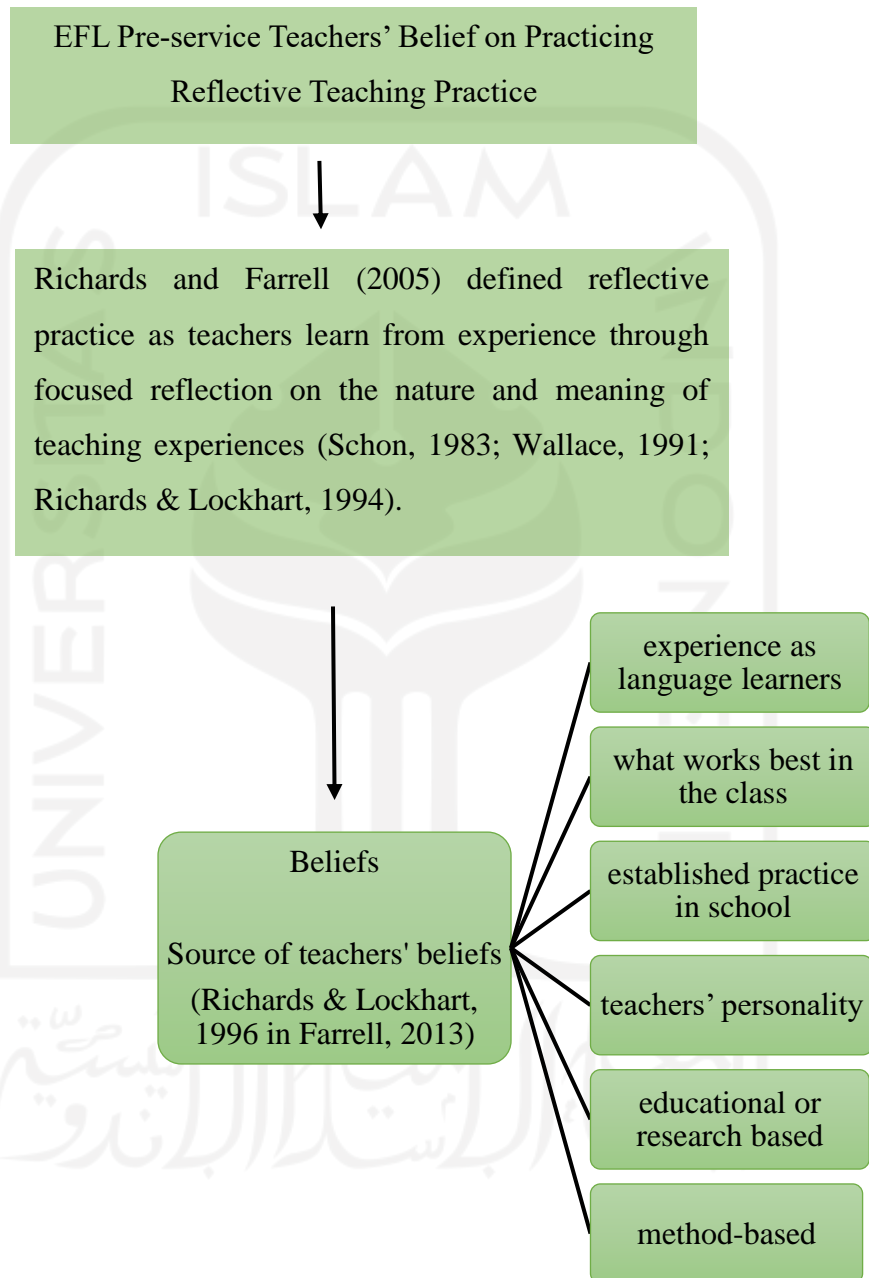 EFL Pre-service Teachers’ Belief on Practicing
Reflective Teaching Practice
ISLAM
UNIVERSITAS
INDONESIA
Richards and Farrell (2005) defined reflective
practice as teachers learn from experience through
focused reflection on the nature and meaning of
teaching experiences (Schon, 1983; Wallace, 1991;
Richards & Lockhart, 1994).
Beliefs
Source of teachers' beliefs
(Richards & Lockhart,
1996 in Farrell, 2013)
experience as
language learners
what works best in
the class
established practice
in school
teachers’ personality
educational or
research based
method-based